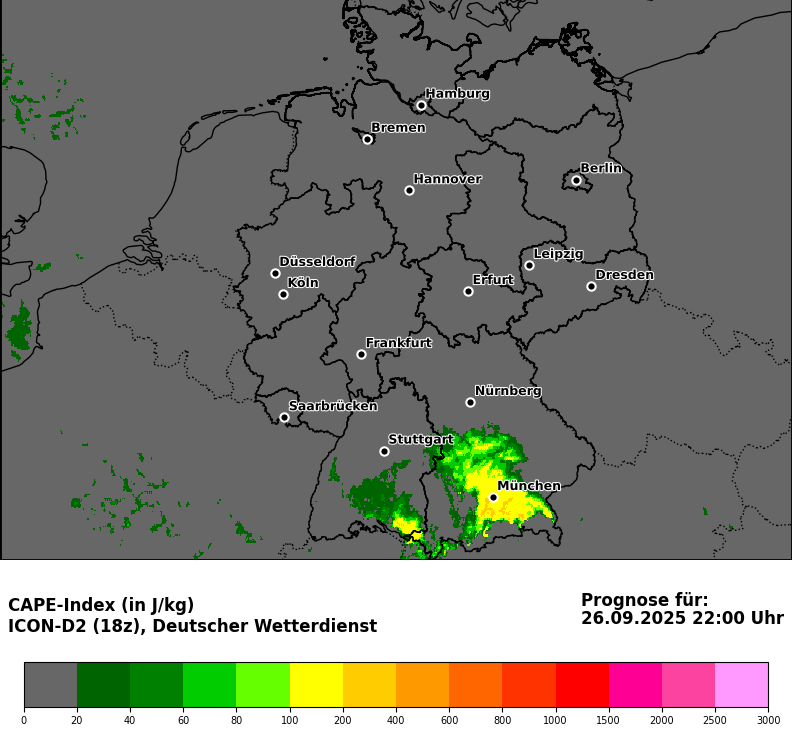 Hamburg
Bremen
Berlin
Hannover
Leipzig
Düsseldorf
Dresden
Köln
Erfurt
Frankfurt
Nürnberg
Saarbrücken
Stuttgart
München
CAPE-Index (in J/kg)
ICON-D2 (18z), Deutscher Wetterdienst
Prognose für:
26.09.2025 22:00 Uhr
0 20 40 60 80 100 200 400 600 800 1000 1500 2000 2500 3000